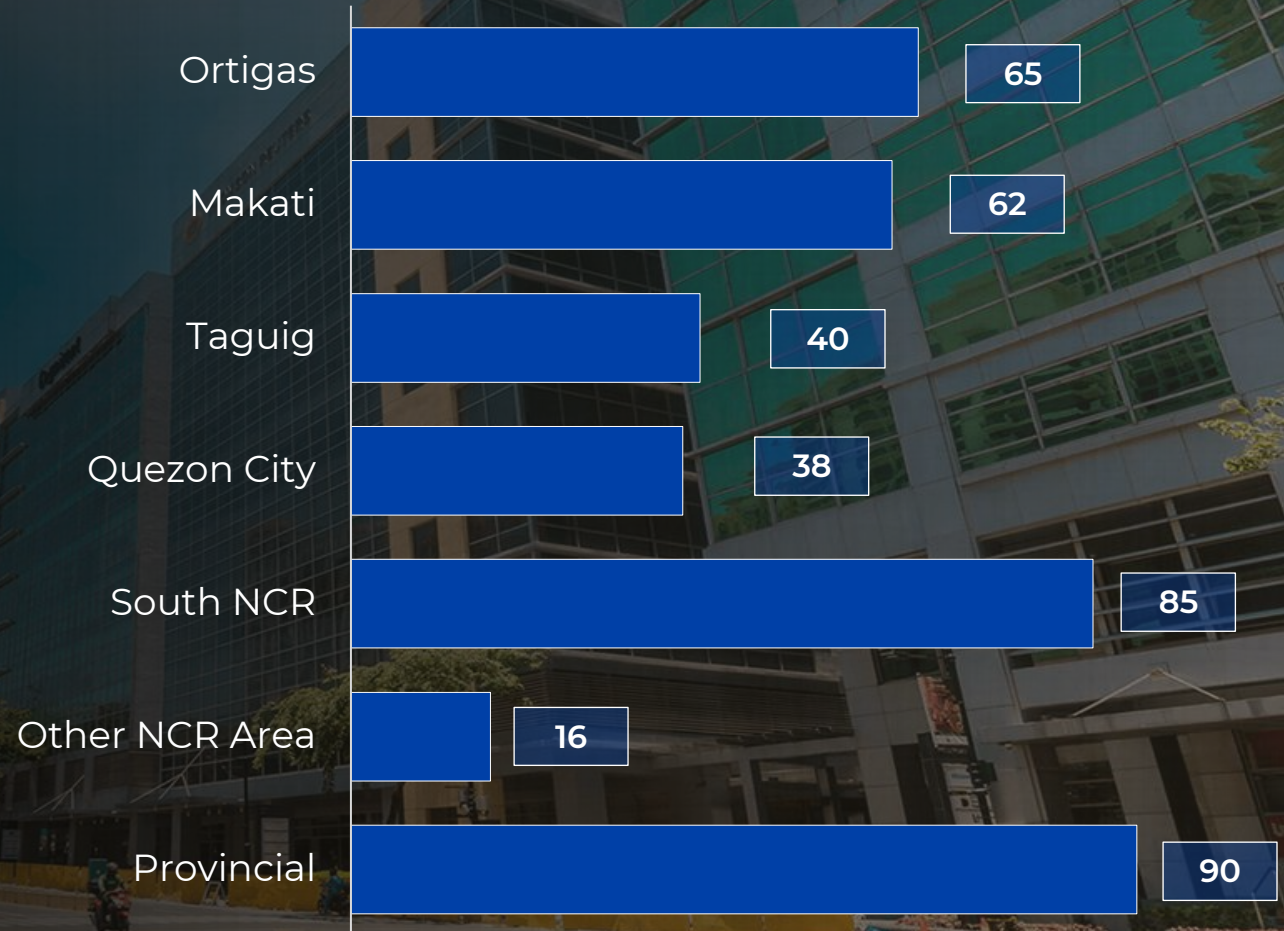 Ortigas 65
Makati 62
Taguig 40
Quezon City 38
South NCR 85
Other NCR Area 16
Provincial 90